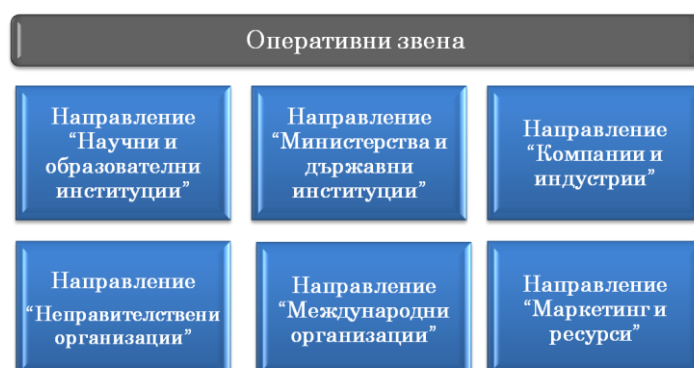 Оперативни звена
Направление
“Научни и
образователни
институции”
Направление
“Министерства и
държавни
институции”
Направление
“Компании и
индустрии”
Направление
“Неправителствени
организации”
Направление
“Международни
организации”
Направление
“Маркетинг и
ресурси”